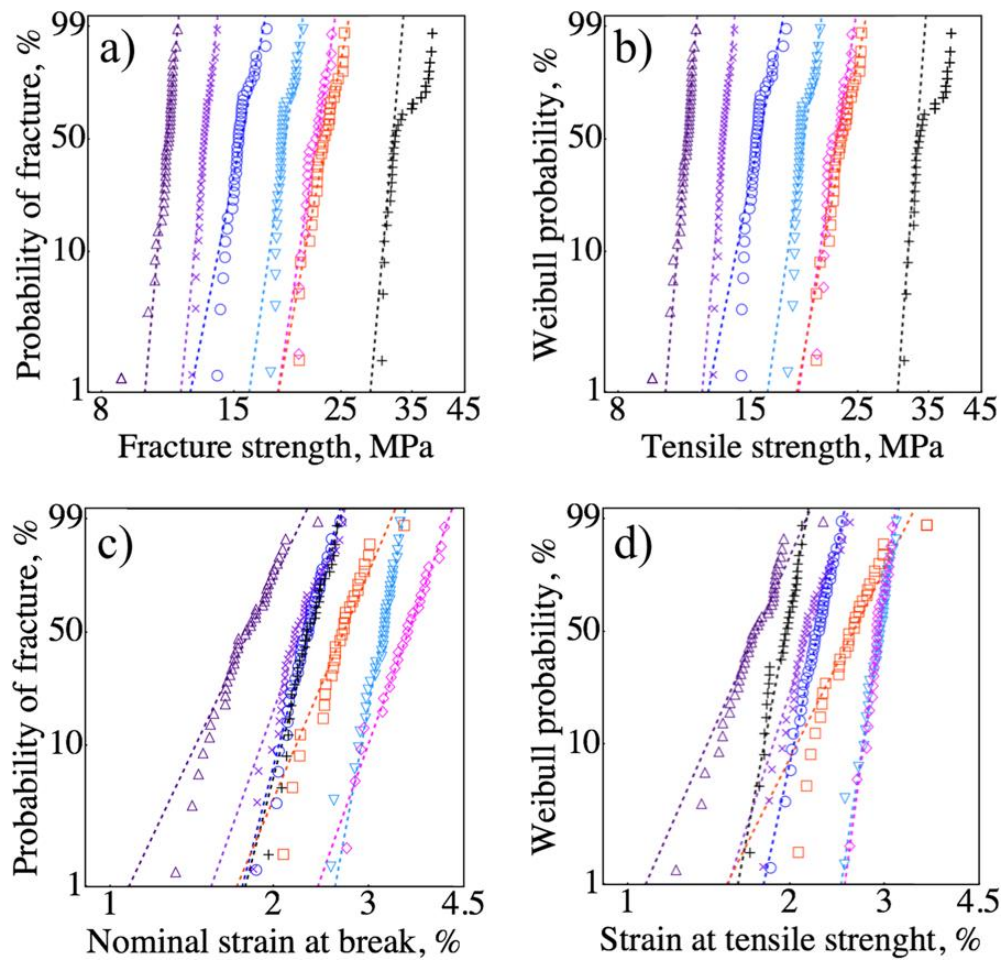 a)
Probability of fracture, %
99
50
10
1
8 15 25 35 45
Fracture strength, MPa
b)
Weibull probability, %
99
50
10
1
8 15 25 35 45
Tensile strength, MPa
c)
Probability of fracture, %
99
50
10
1
1 2 3 4.5
Nominal strain at break, %
d)
Weibull probability, %
99
50
10
1
1 2 3 4.5
Strain at tensile strenght, %